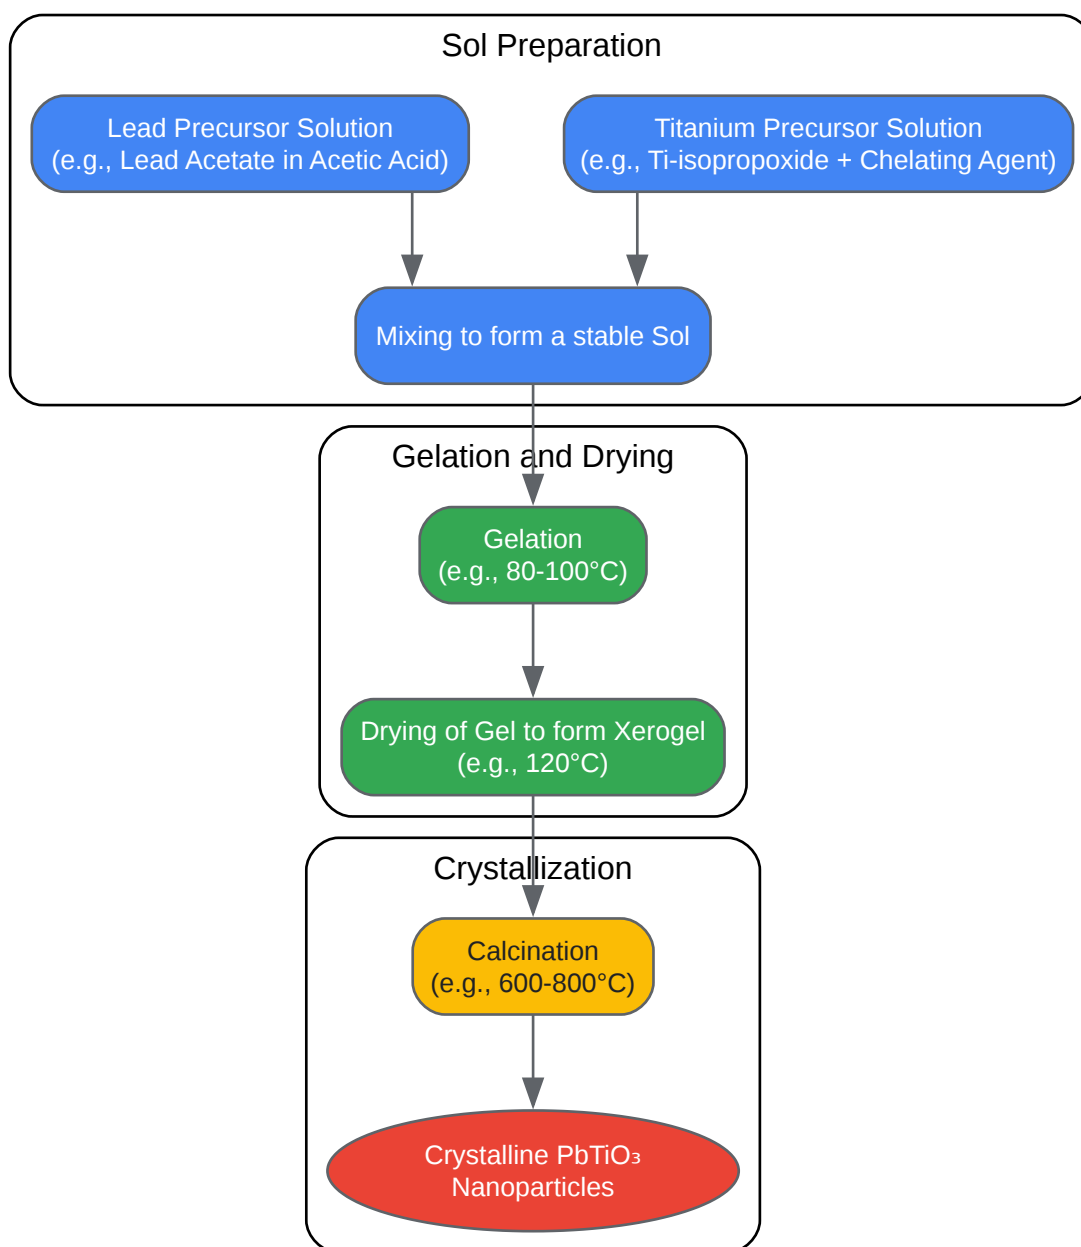 Sol Preparation
Lead Precursor Solution
(e.g., Lead Acetate in Acetic Acid)
Titanium Precursor Solution
(e.g., Ti-isopropoxide + Chelating Agent)
Mixing to form a stable Sol
Gelation and Drying
Gelation
(e.g., 80-100°C)
Drying of Gel to form Xerogel
(e.g., 120°C)
Crystallization
Calcination
(e.g., 600-800°C)
Crystalline PbTiO₃
Nanoparticles